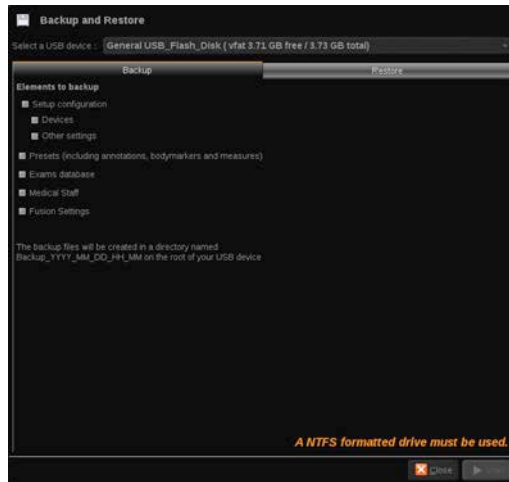 Backup and Restore
Select a USB device : General USB_Flash_Disk ( vfat 3.71 GB free / 3.73 GB total)
Backup Restore
Elements to backup
Setup configuration
Devices
Other settings
Presets (including annotations, bodymarkers and measures)
Exams database
Medical Staff
Fusion Settings
The backup files will be created in a directory named
Backup_YYYY_MM_DD_HH_MM on the root of your USB device
A NTFS formatted drive must be used.
Close